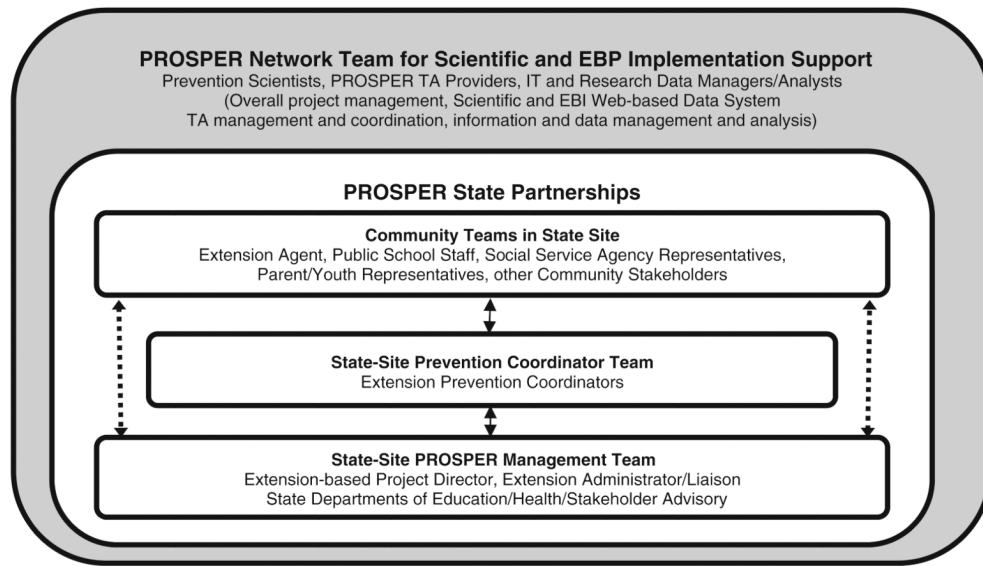 PROSPER Network Team for Scientific and EBP Implementation Support
Prevention Scientists, PROSPER TA Providers, IT and Research Data Managers/Analysts
(Overall project management, Scientific and EBI Web-based Data System
TA management and coordination, information and data management and analysis)
PROSPER State Partnerships
Community Teams in State Site
Extension Agent, Public School Staff, Social Service Agency Representatives,
Parent/Youth Representatives, other Community Stakeholders
State-Site Prevention Coordinator Team
Extension Prevention Coordinators
State-Site PROSPER Management Team
Extension-based Project Director, Extension Administrator/Liaison
State Departments of Education/Health/Stakeholder Advisory